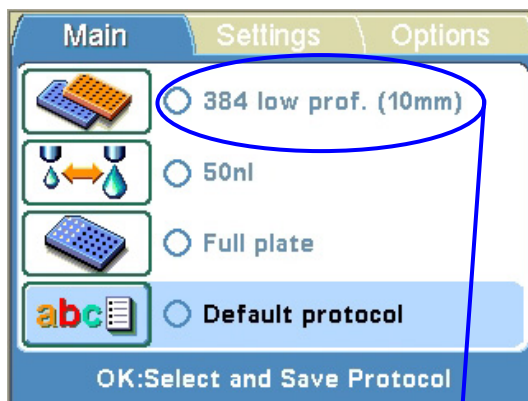 Main Settings Options
384 low prof. (10mm)
50nl
Full plate
abc Default protocol
OK:Select and Save Protocol